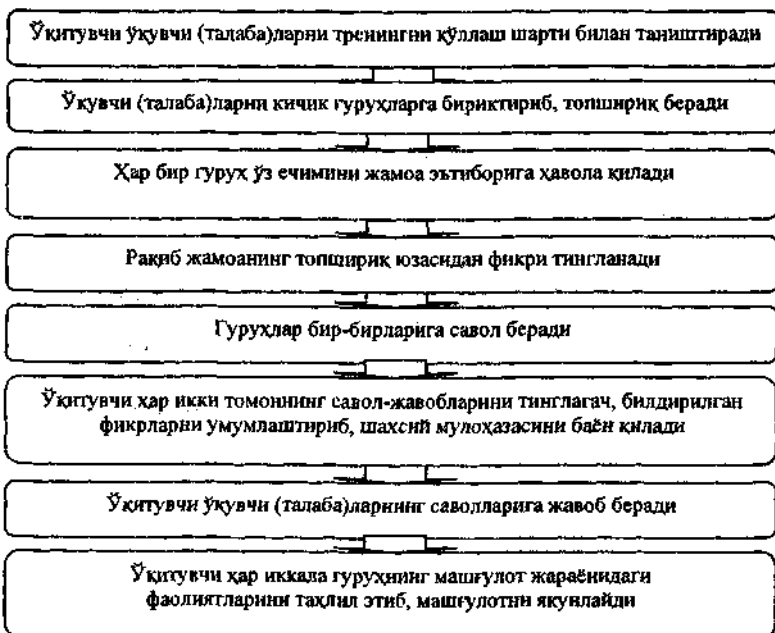 Ўқитувчи ўқувчи (талаба)ларни тренингни қўллаш шарти билан таништиради
Ўқувчи (талаба)ларни кичик гуруҳларга бириктириб, топшириқ беради
Ҳар бир гуруҳ ўз ечимини жамоа эътиборига ҳавола қилади
Рақиб жамоанинг топшириқ юзасидан фикри тингланади
Гуруҳлар бир-бирларига савол беради
Ўқитувчи ҳар икки томоннинг савол-жавобларини тинглагач, билдирилган
фикрларни умумлаштириб, шахсий мулоҳазасини баён қилади
Ўқитувчи ўқувчи (талаба)ларнинг саволларига жавоб беради
Ўқитувчи ҳар иккала гуруҳнинг машғулот жараёнидаги
фаолиятларини таҳлил этиб, машғулотни якунлайди